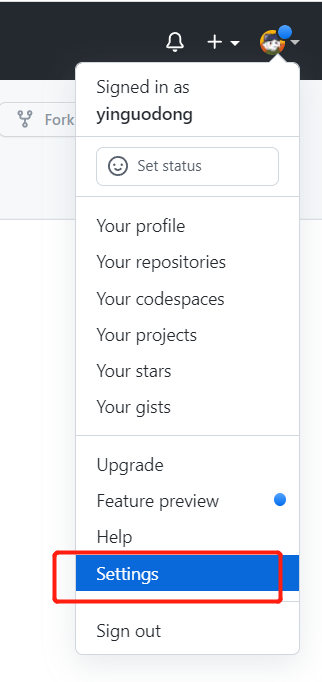 Fork
Signed in as
yinguodong
Set status
Your profile
Your repositories
Your codespaces
Your projects
Your stars
Your gists
Upgrade
Feature preview
Help
Settings
Sign out